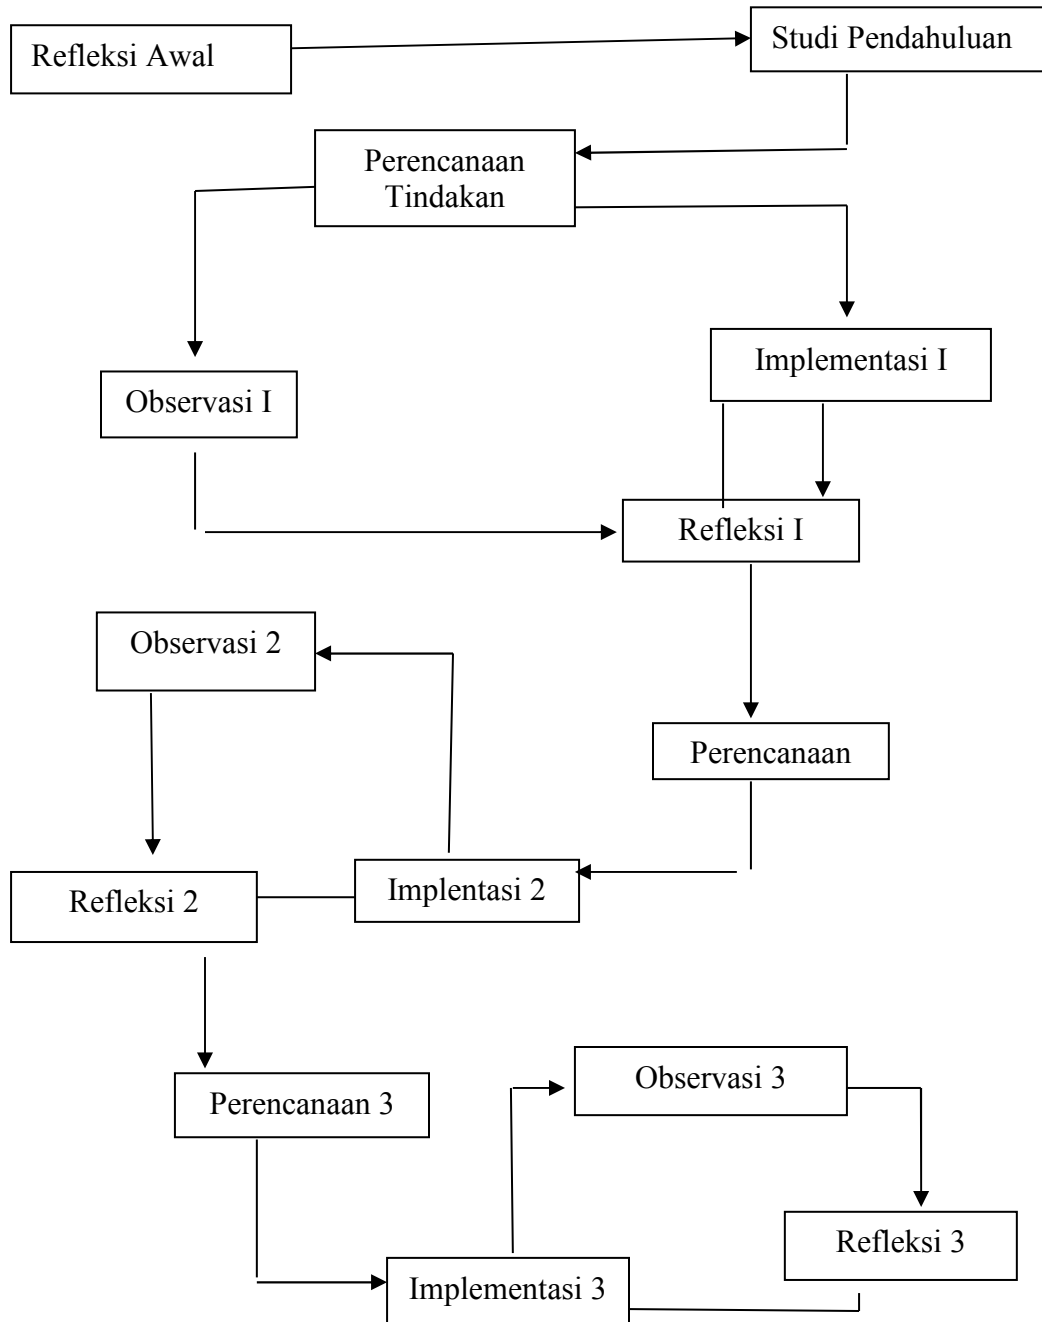 Refleksi Awal
Studi Pendahuluan
Perencanaan
Tindakan
Implementasi I
Observasi I
Refleksi I
Observasi 2
Perencanaan
Implentasi 2
Refleksi 2
Observasi 3
Perencanaan 3
Refleksi 3
Implementasi 3